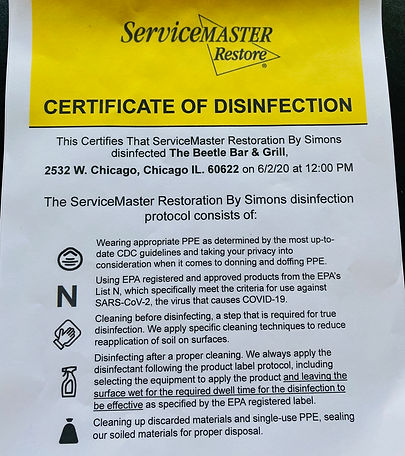 ServiceMASTER
Restore®
CERTIFICATE OF DISINFECTION
This Certifies That ServiceMaster Restoration By Simons
disinfected The Beetle Bar & Grill,
2532 W. Chicago, Chicago IL. 60622 on 6/2/20 at 12:00 PM
The ServiceMaster Restoration By Simons disinfection
protocol consists of:
Wearing appropriate PPE as determined by the most up-to-
date CDC guidelines and taking your privacy into
consideration when it comes to donning and doffing PPE.
N
Using EPA registered and approved products from the EPA's
List N, which specifically meet the criteria for use against
SARS-CoV-2, the virus that causes COVID-19.
Cleaning before disinfecting, a step that is required for true
disinfection. We apply specific cleaning techniques to reduce
reapplication of soil on surfaces.
Disinfecting after a proper cleaning. We always apply the
disinfectant following the product label protocol, including
selecting the equipment to apply the product and leaving the
surface wet for the required dwell time for the disinfection to
be effective as specified by the EPA registered label.
Cleaning up discarded materials and single-use PPE, sealing
our soiled materials for proper disposal.